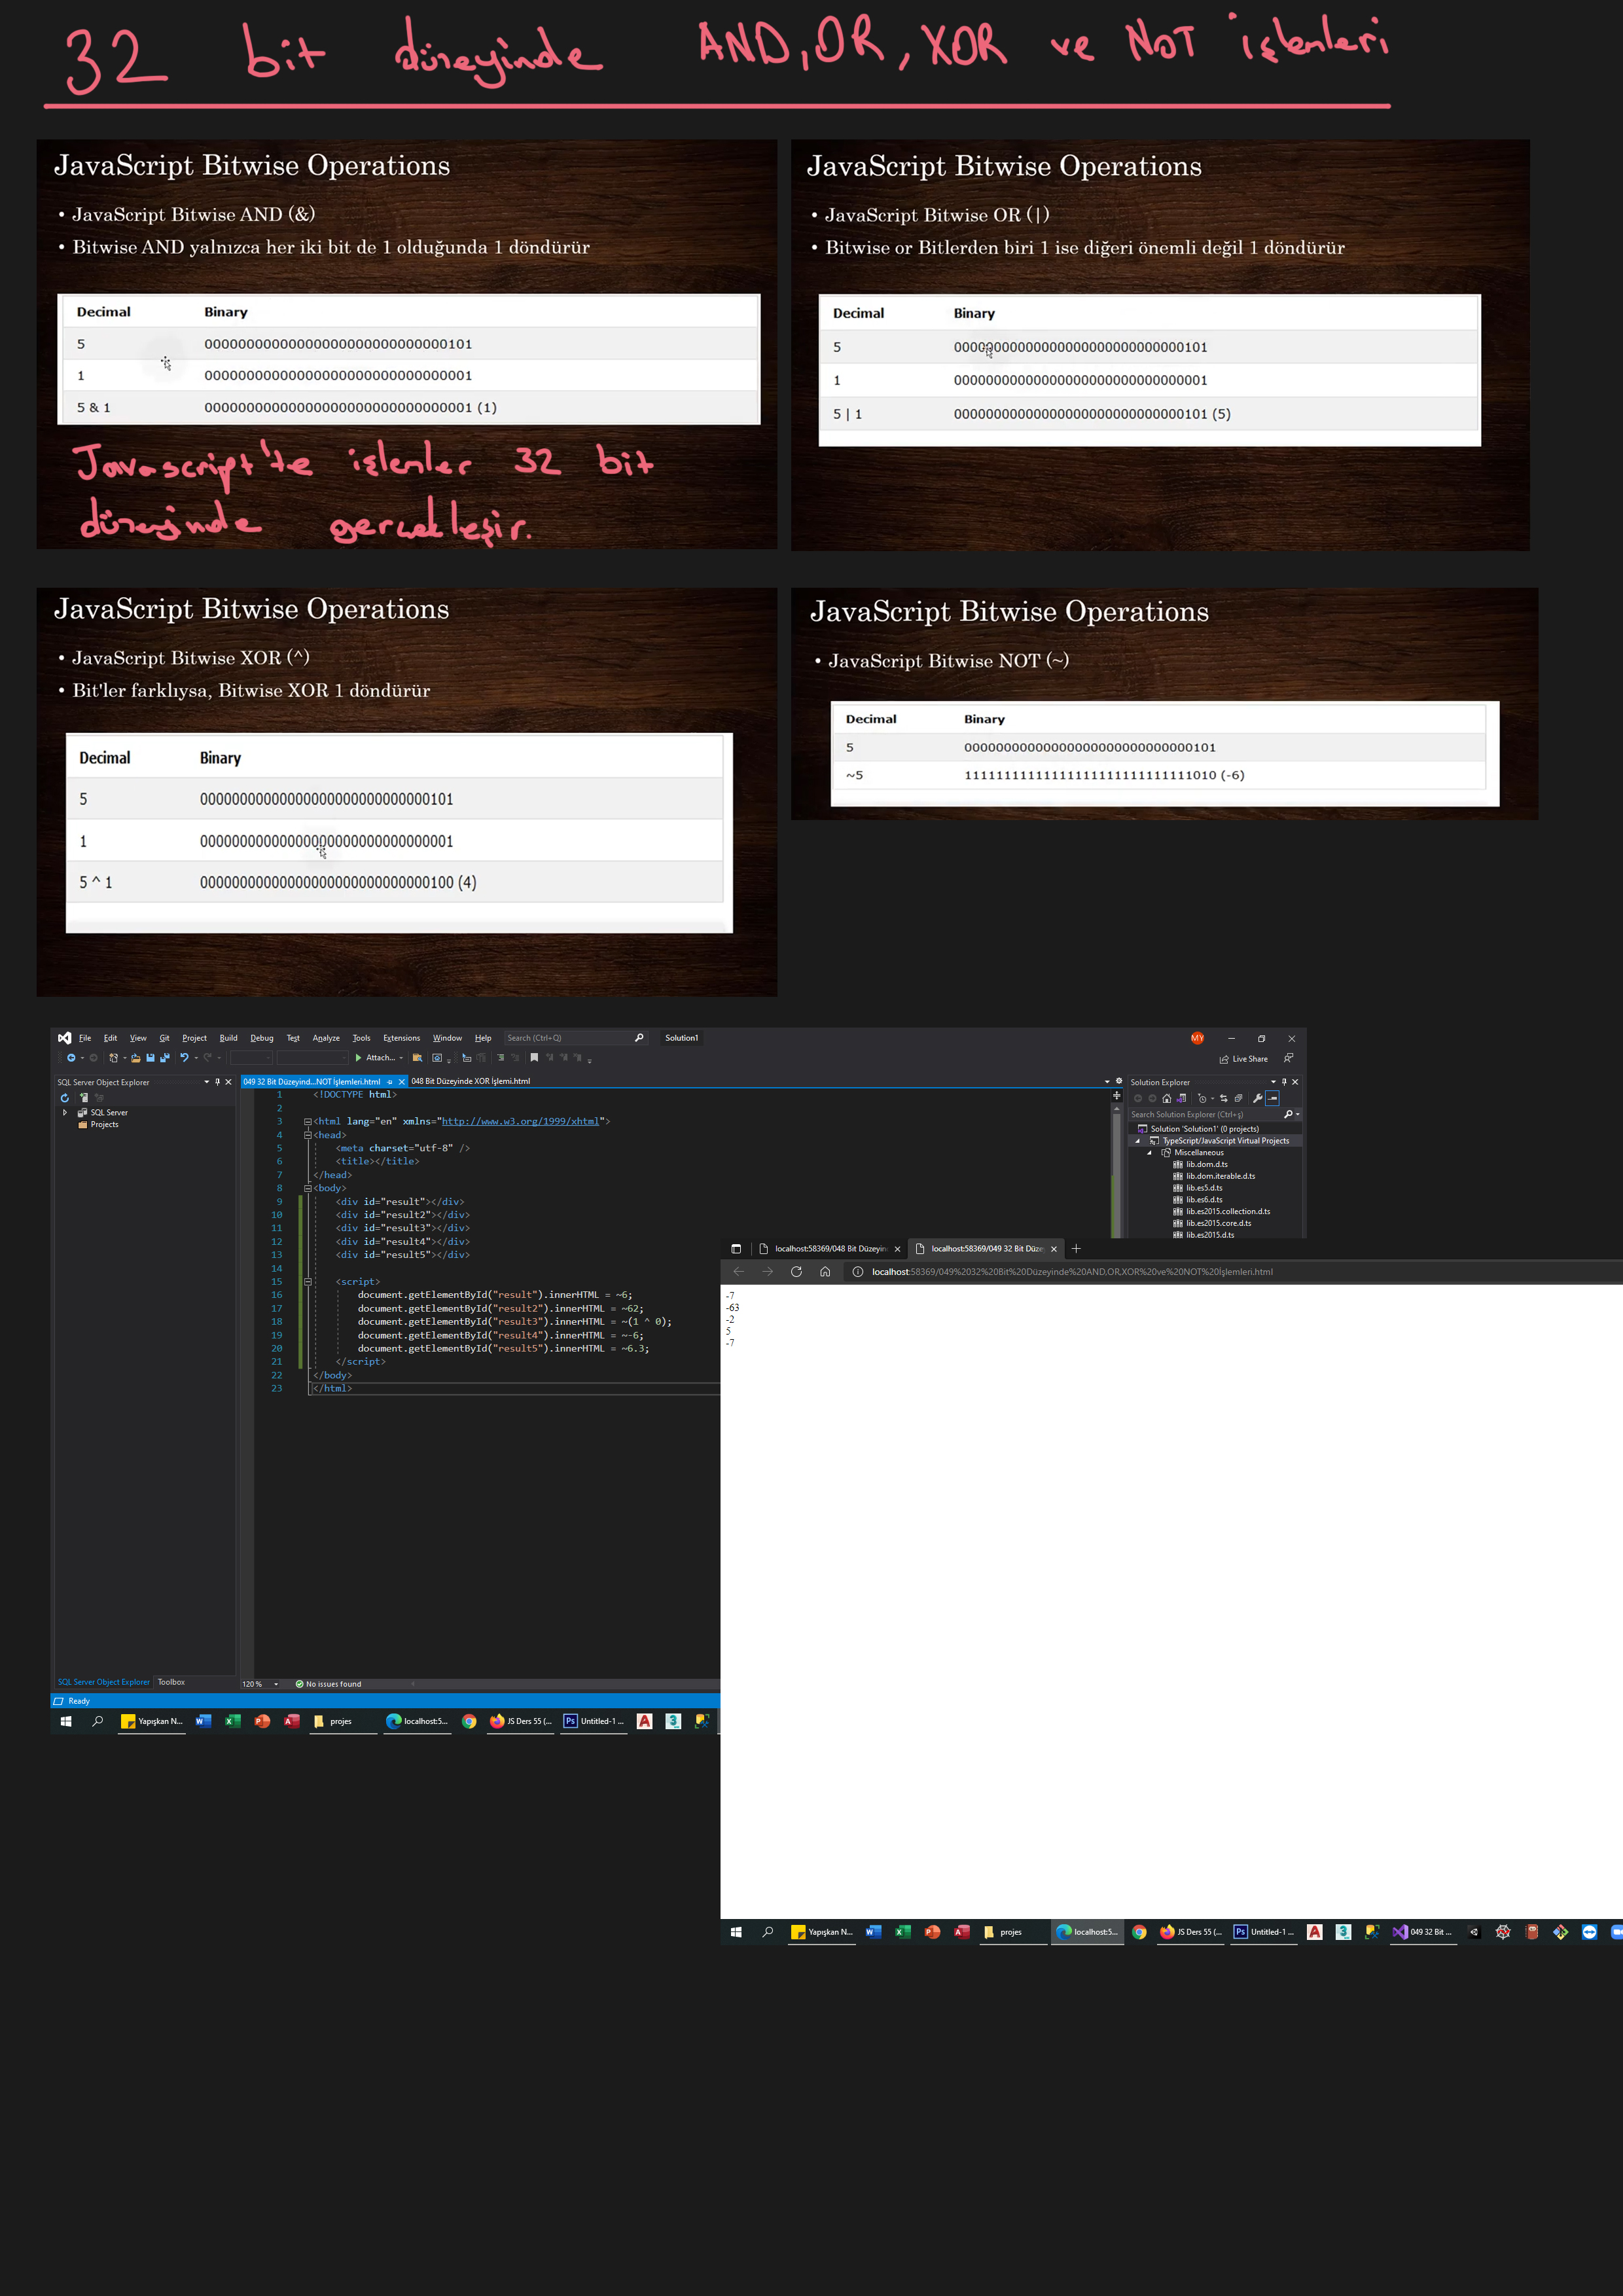 32 bit düzeyinde AND, OR, XOR ve NOT işlemleri
JavaScript Bitwise Operations
• JavaScript Bitwise AND (&)
• Bitwise AND yalnızca her iki bit de 1 olduğunda 1 döndürür
Decimal Binary
5 00000000000000000000000000000101
1 00000000000000000000000000000001
5 & 1 00000000000000000000000000000001 (1)
Javascript'te işlemler 32 bit
düzeyinde gerçekleşir.
JavaScript Bitwise Operations
• JavaScript Bitwise OR (|)
• Bitwise or Bitlerden biri 1 ise diğeri önemli değil 1 döndürür
Decimal Binary
5 00000000000000000000000000000101
1 00000000000000000000000000000001
5 | 1 00000000000000000000000000000101 (5)
JavaScript Bitwise Operations
• JavaScript Bitwise XOR (^)
• Bit'ler farklıysa, Bitwise XOR 1 döndürür
Decimal Binary
5 00000000000000000000000000000101
1 00000000000000000000000000000001
5 ^ 1 00000000000000000000000000000100 (4)
JavaScript Bitwise Operations
• JavaScript Bitwise NOT (~)
Decimal Binary
5 00000000000000000000000000000101
~5 11111111111111111111111111111010 (-6)
File Edit View Git Project Build Debug Test Analyze Tools Extensions Window Help Search (Ctrl+Q) Solution1 MY
Attach... Live Share
SQL Server Object Explorer
SQL Server
Projects
049 32 Bit Düzeyind...NOT İşlemleri.html 048 Bit Düzeyinde XOR İşlemi.html
1 <!DOCTYPE html>
2
3 <html lang="en" xmlns="http://www.w3.org/1999/xhtml">
4 <head>
5 <meta charset="utf-8" />
6 <title></title>
7 </head>
8 <body>
9 <div id="result"></div>
10 <div id="result2"></div>
11 <div id="result3"></div>
12 <div id="result4"></div>
13 <div id="result5"></div>
14
15 <script>
16 document.getElementById("result").innerHTML = ~6;
17 document.getElementById("result2").innerHTML = ~62;
18 document.getElementById("result3").innerHTML = ~(1 ^ 0);
19 document.getElementById("result4").innerHTML = ~-6;
20 document.getElementById("result5").innerHTML = ~6.3;
21 </script>
22 </body>
23 </html>
Solution Explorer
Search Solution Explorer (Ctrl+ş)
Solution 'Solution1' (0 projects)
TypeScript/JavaScript Virtual Projects
Miscellaneous
lib.dom.d.ts
lib.dom.iterable.d.ts
lib.es5.d.ts
lib.es6.d.ts
lib.es2015.collection.d.ts
lib.es2015.core.d.ts
lib.es2015.d.ts
localhost:58369/048 Bit Düzeyin localhost:58369/049 32 Bit Düze
localhost:58369/049%2032%20Bit%20Düzeyinde%20AND,OR,XOR%20ve%20NOT%20İşlemleri.html
-7
-63
-2
5
-7
SQL Server Object Explorer Toolbox
120 % No issues found
Ready
Yapışkan N... projes localhost:5... JS Ders 55 (... Untitled-1 ...
Yapışkan N... projes localhost:5... JS Ders 55 (... Untitled-1 ... 049 32 Bit ...